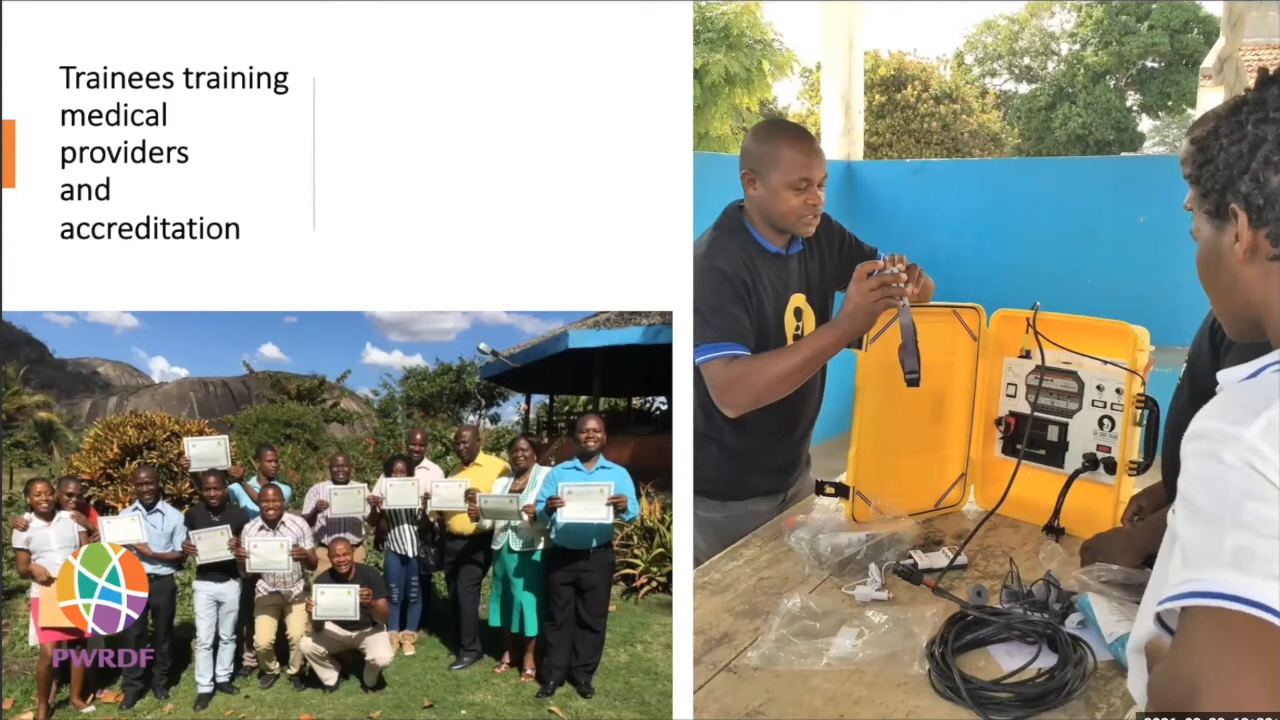 Trainees training
medical
providers
and
accreditation
PWRDF